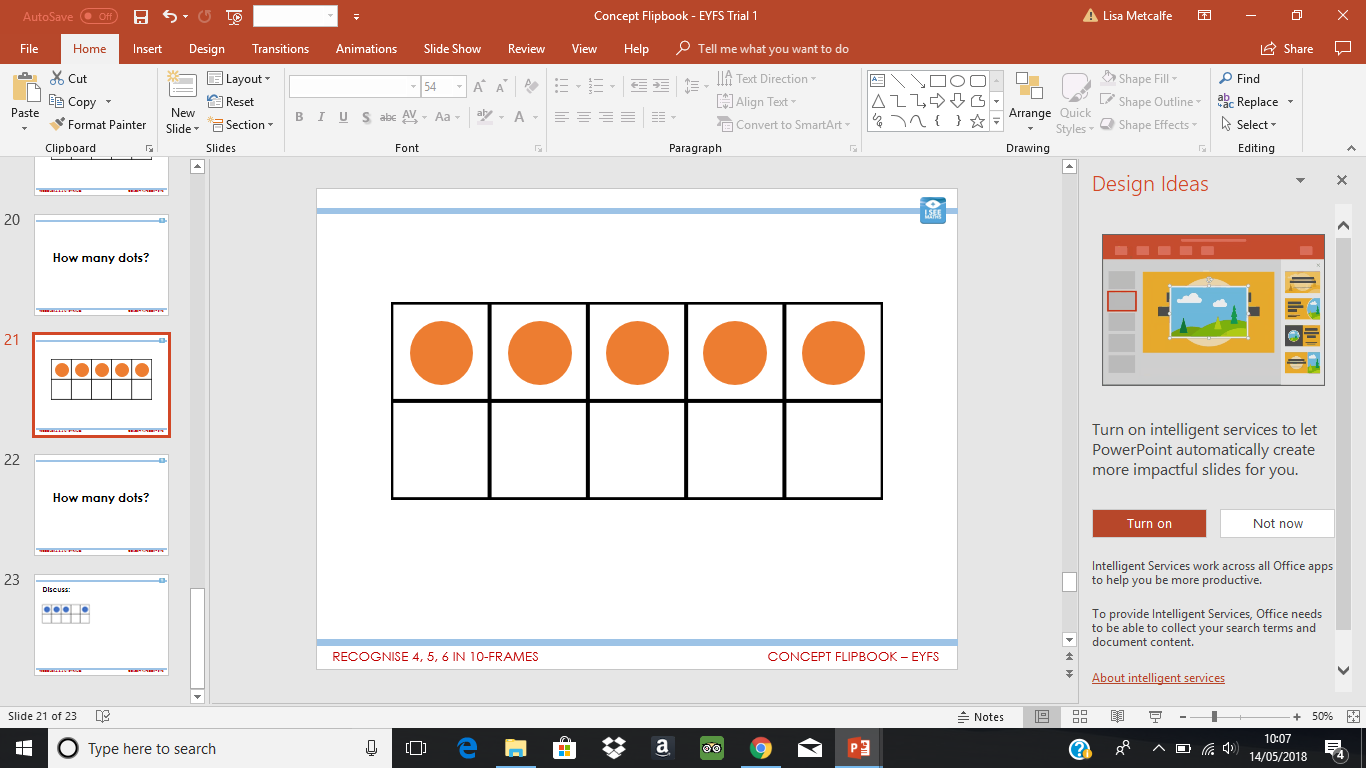 AutoSave Off
Concept Flipbook - EYFS Trial 1
Lisa Metcalfe
File Home Insert Design Transitions Animations Slide Show Review View Help Tell me what you want to do
Share
Paste
Cut
Copy
Format Painter
Clipboard
New
Slide
Layout
Reset
Section
Slides
54
B I U S abc AV Aa A
Font
Text Direction
Align Text
Convert to SmartArt
Paragraph
Arrange
Quick
Styles
Shape Fill
Shape Outline
Shape Effects
Drawing
Find
Replace
Select
Editing
20
How many dots?
21
22
How many dots?
23
Discuss:
I SEE
MATHS
RECOGNISE 4, 5, 6 IN 10-FRAMES
CONCEPT FLIPBOOK – EYFS
Design Ideas
Turn on intelligent services to let
PowerPoint automatically create
more impactful slides for you.
Turn on
Not now
Intelligent Services work across all Office apps
to help you be more productive.
To provide Intelligent Services, Office needs
to be able to collect your search terms and
document content.
About intelligent services
Slide 21 of 23
Notes
50%
Type here to search
10:07
14/05/2018
4